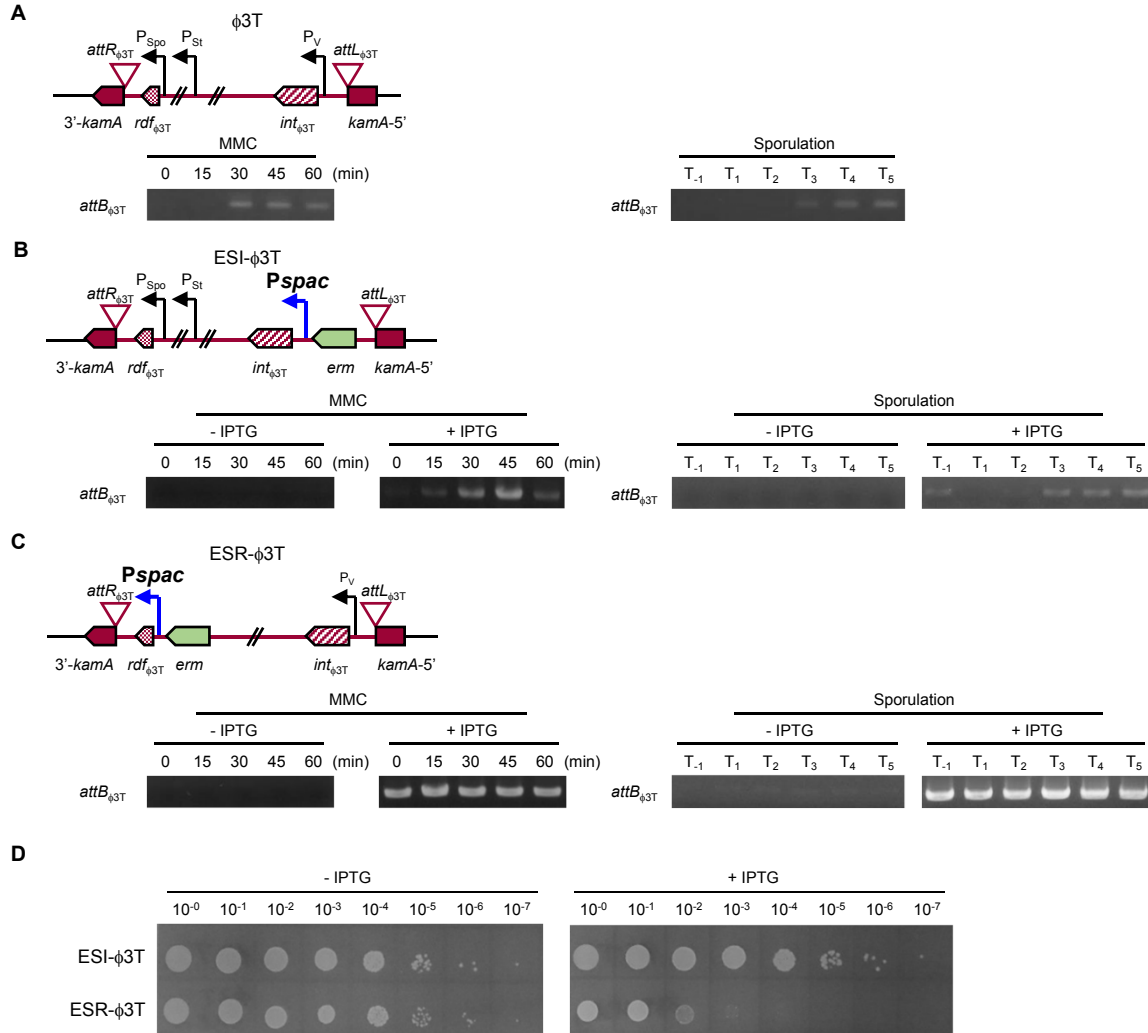 A
ϕ3T
attRϕ3T PSpo PSt PV attLϕ3T
3'-kamA rdfϕ3T intϕ3T kamA-5'
MMC Sporulation
0 15 30 45 60 (min) T-1 T1 T2 T3 T4 T5
attBϕ3T attBϕ3T
B
ESI-ϕ3T
attRϕ3T PSpo PSt Pspac attLϕ3T
3'-kamA rdfϕ3T intϕ3T erm kamA-5'
MMC Sporulation
- IPTG + IPTG - IPTG + IPTG
0 15 30 45 60 0 15 30 45 60 (min) T-1 T1 T2 T3 T4 T5 T-1 T1 T2 T3 T4 T5
attBϕ3T attBϕ3T
C
ESR-ϕ3T
attRϕ3T Pspac PV attLϕ3T
3'-kamA rdfϕ3T erm intϕ3T kamA-5'
MMC Sporulation
- IPTG + IPTG - IPTG + IPTG
0 15 30 45 60 (min) 0 15 30 45 60 (min) T-1 T1 T2 T3 T4 T5 T-1 T1 T2 T3 T4 T5
attBϕ3T attBϕ3T
D
- IPTG + IPTG
10-0 10-1 10-2 10-3 10-4 10-5 10-6 10-7 10-0 10-1 10-2 10-3 10-4 10-5 10-6 10-7
ESI-ϕ3T
ESR-ϕ3T